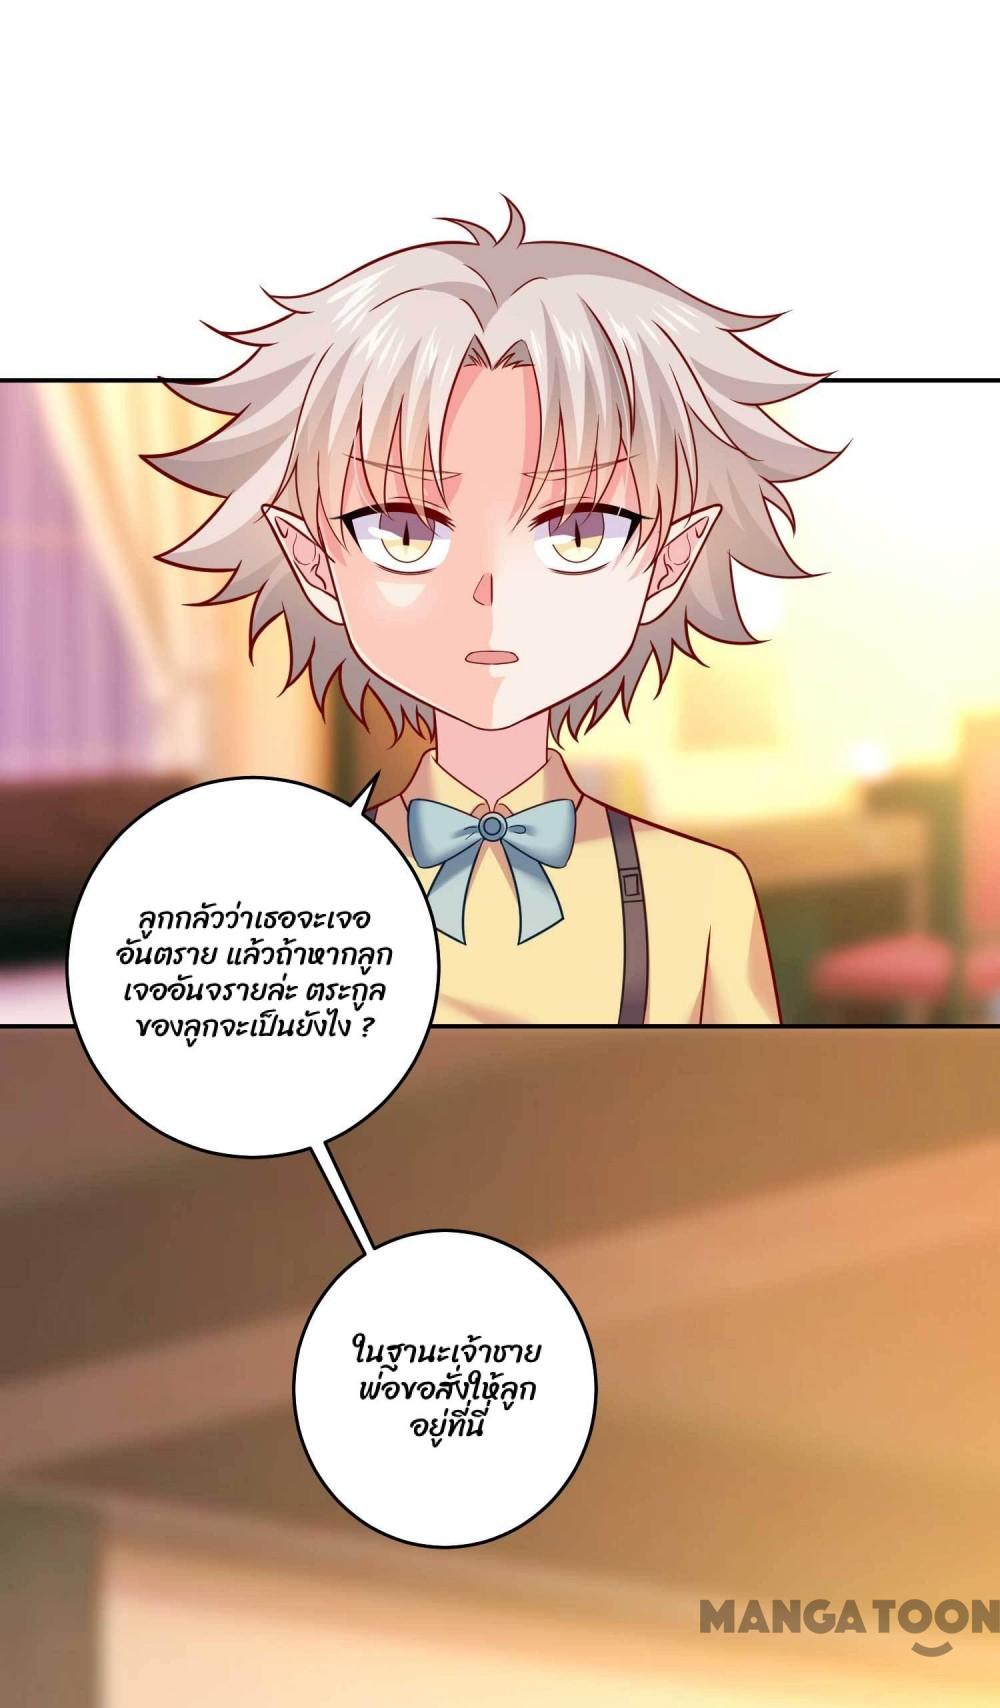 ลูกกลัวว่าเธอจะเจอ
อันตราย แล้วถ้าหากลูก
เจออันจรายล่ะ ตระกูล
ของลูกจะเป็นยังไง ?
ในฐานะเจ้าชาย
พ่อขอสั่งให้ลูก
อยู่ที่นี่
MANGATOON